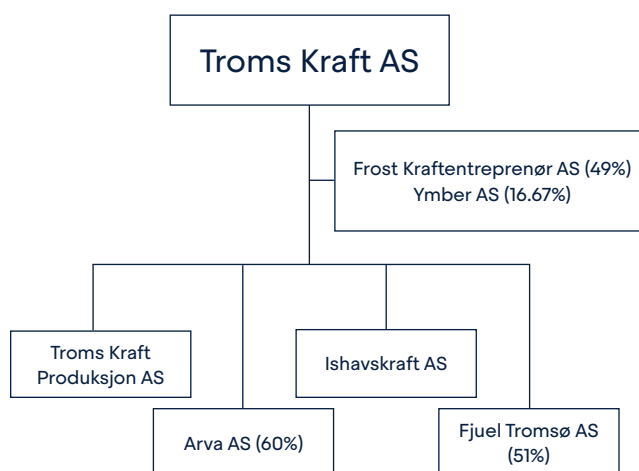 Troms Kraft AS
Frost Kraftentreprenør AS (49%)
Ymber AS (16.67%)
Troms Kraft
Produksjon AS
Ishavskraft AS
Arva AS (60%)
Fjuel Tromsø AS
(51%)